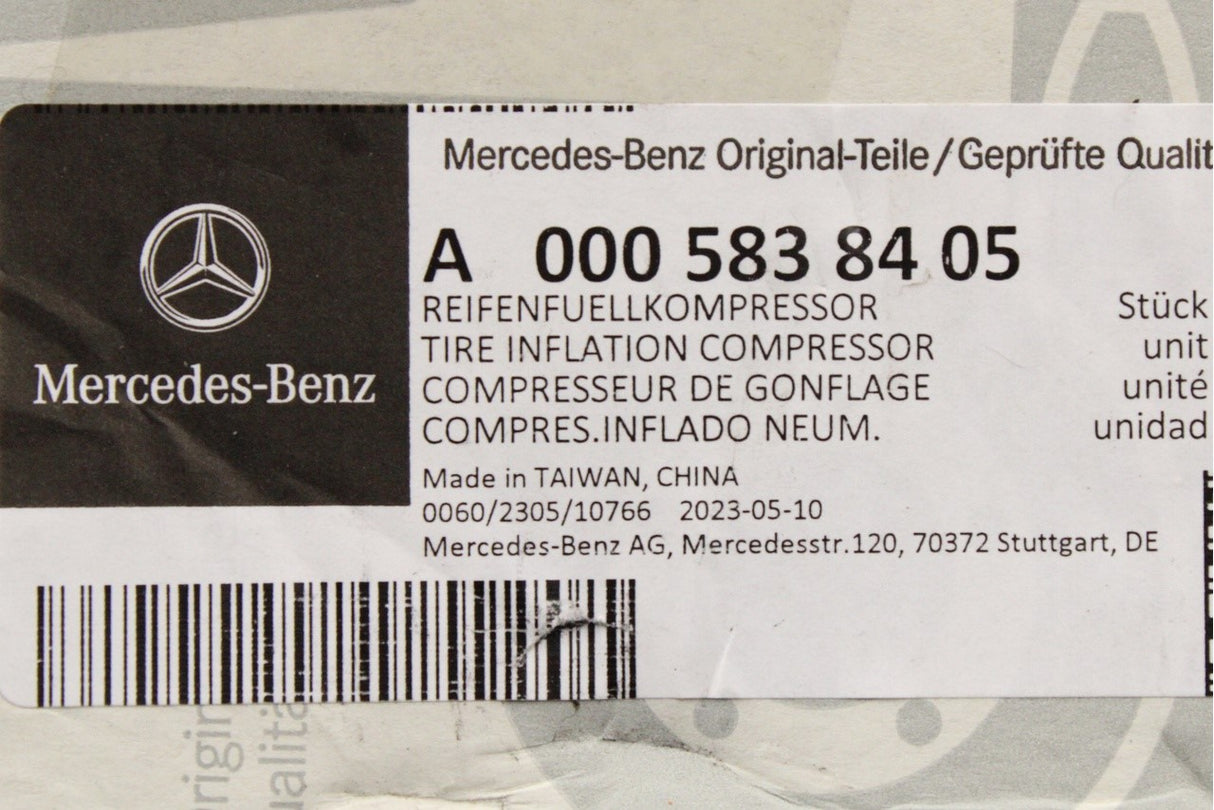 Mercedes-Benz Original-Teile/Geprüfte Qualit
A 000 583 84 05
REIFENFUELLKOMPRESSOR Stück
TIRE INFLATION COMPRESSOR unit
COMPRESSEUR DE GONFLAGE unité
COMPRES.INFLADO NEUM. unidad
Mercedes-Benz
Made in TAIWAN, CHINA
0060/2305/10766 2023-05-10
Mercedes-Benz AG, Mercedesstr.120, 70372 Stuttgart, DE
rigin
ualitä